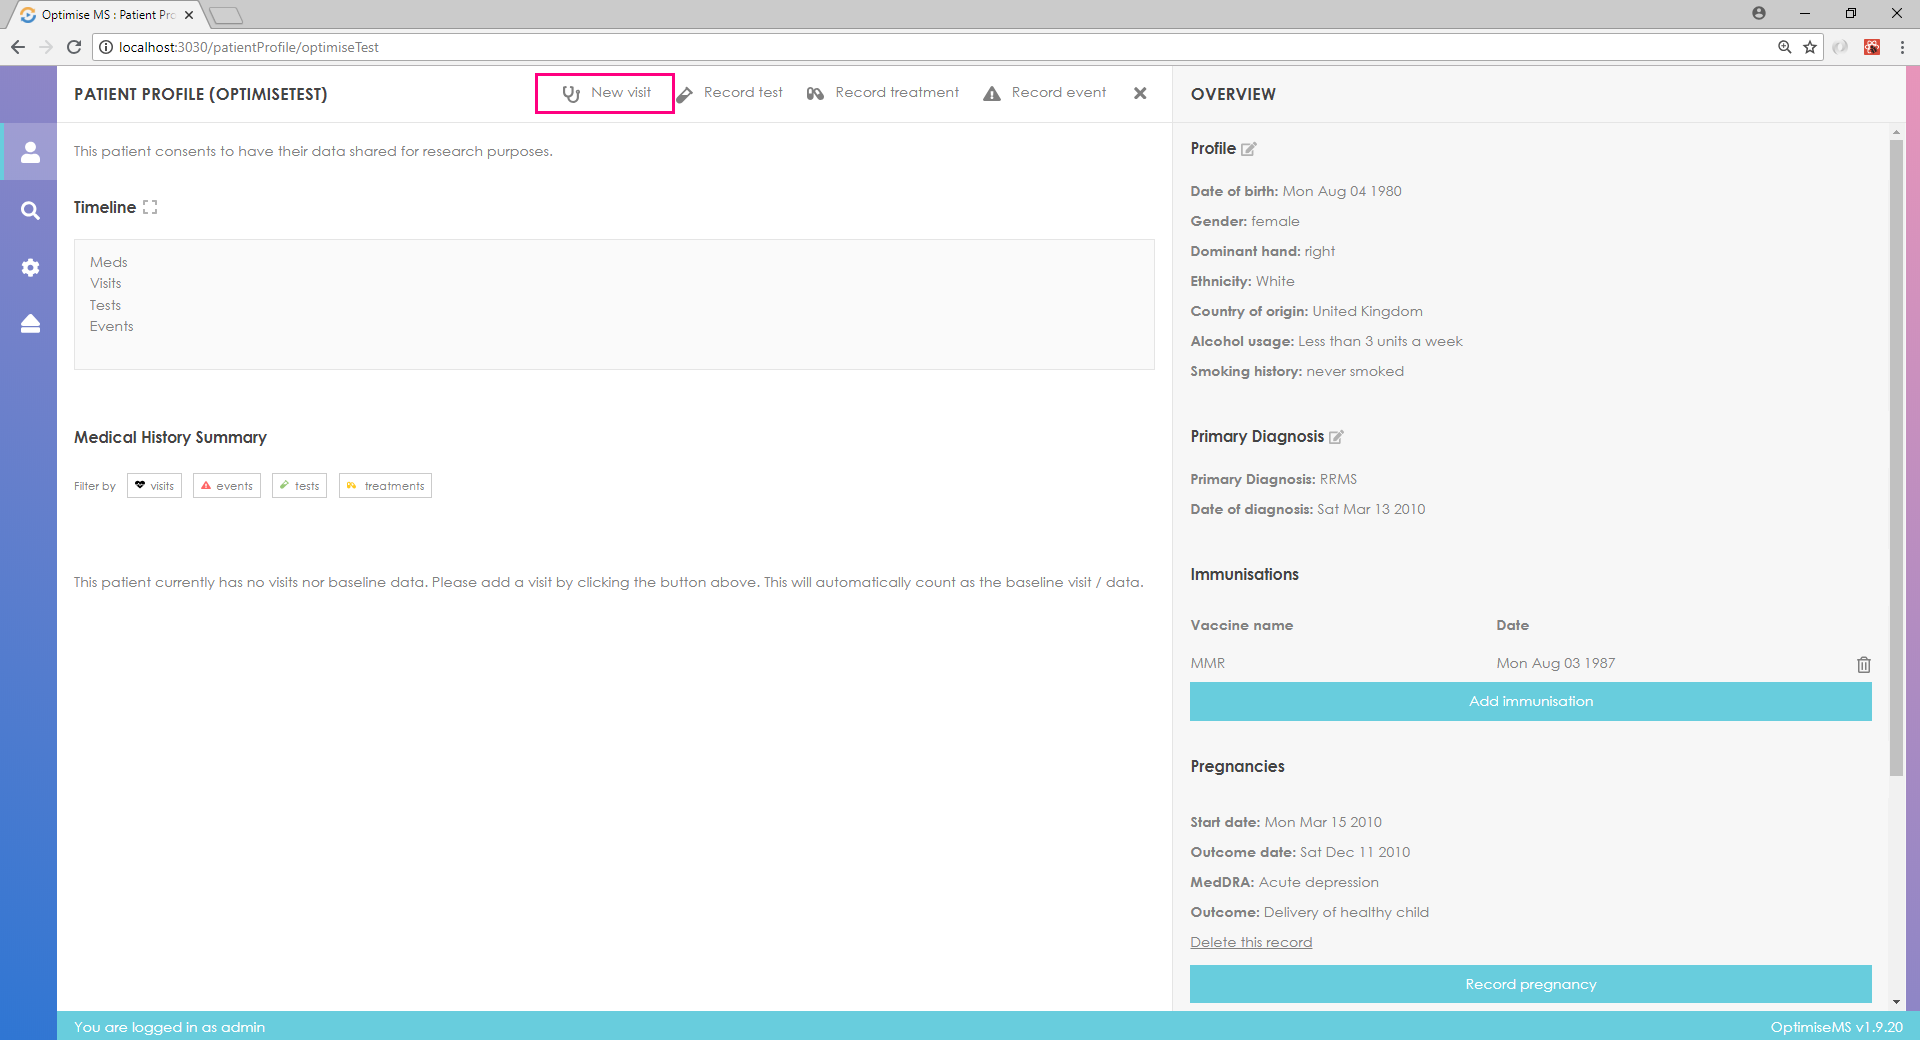 Optimise MS : Patient Pro
localhost:3030/patientProfile/optimiseTest
PATIENT PROFILE (OPTIMISETEST)
New visit
Record test
Record treatment
Record event
This patient consents to have their data shared for research purposes.
Timeline
Meds
Visits
Tests
Events
Medical History Summary
Filter by
visits
events
tests
treatments
This patient currently has no visits nor baseline data. Please add a visit by clicking the button above. This will automatically count as the baseline visit / data.
OVERVIEW
Profile
Date of birth: Mon Aug 04 1980
Gender: female
Dominant hand: right
Ethnicity: White
Country of origin: United Kingdom
Alcohol usage: Less than 3 units a week
Smoking history: never smoked
Primary Diagnosis
Primary Diagnosis: RRMS
Date of diagnosis: Sat Mar 13 2010
Immunisations
Vaccine name Date
MMR Mon Aug 03 1987
Add immunisation
Pregnancies
Start date: Mon Mar 15 2010
Outcome date: Sat Dec 11 2010
MedDRA: Acute depression
Outcome: Delivery of healthy child
Delete this record
Record pregnancy
You are logged in as admin
OptimiseMS v1.9.20